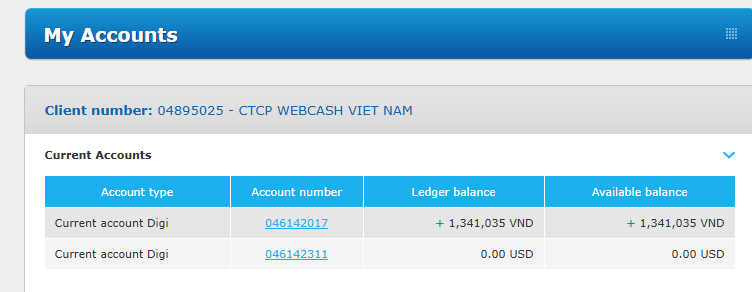 My Accounts
Client number: 04895025 - CTCP WEBCASH VIET NAM
Current Accounts
Account type Account number Ledger balance Available balance
Current account Digi 046142017 + 1,341,035 VND + 1,341,035 VND
Current account Digi 046142311 0.00 USD 0.00 USD